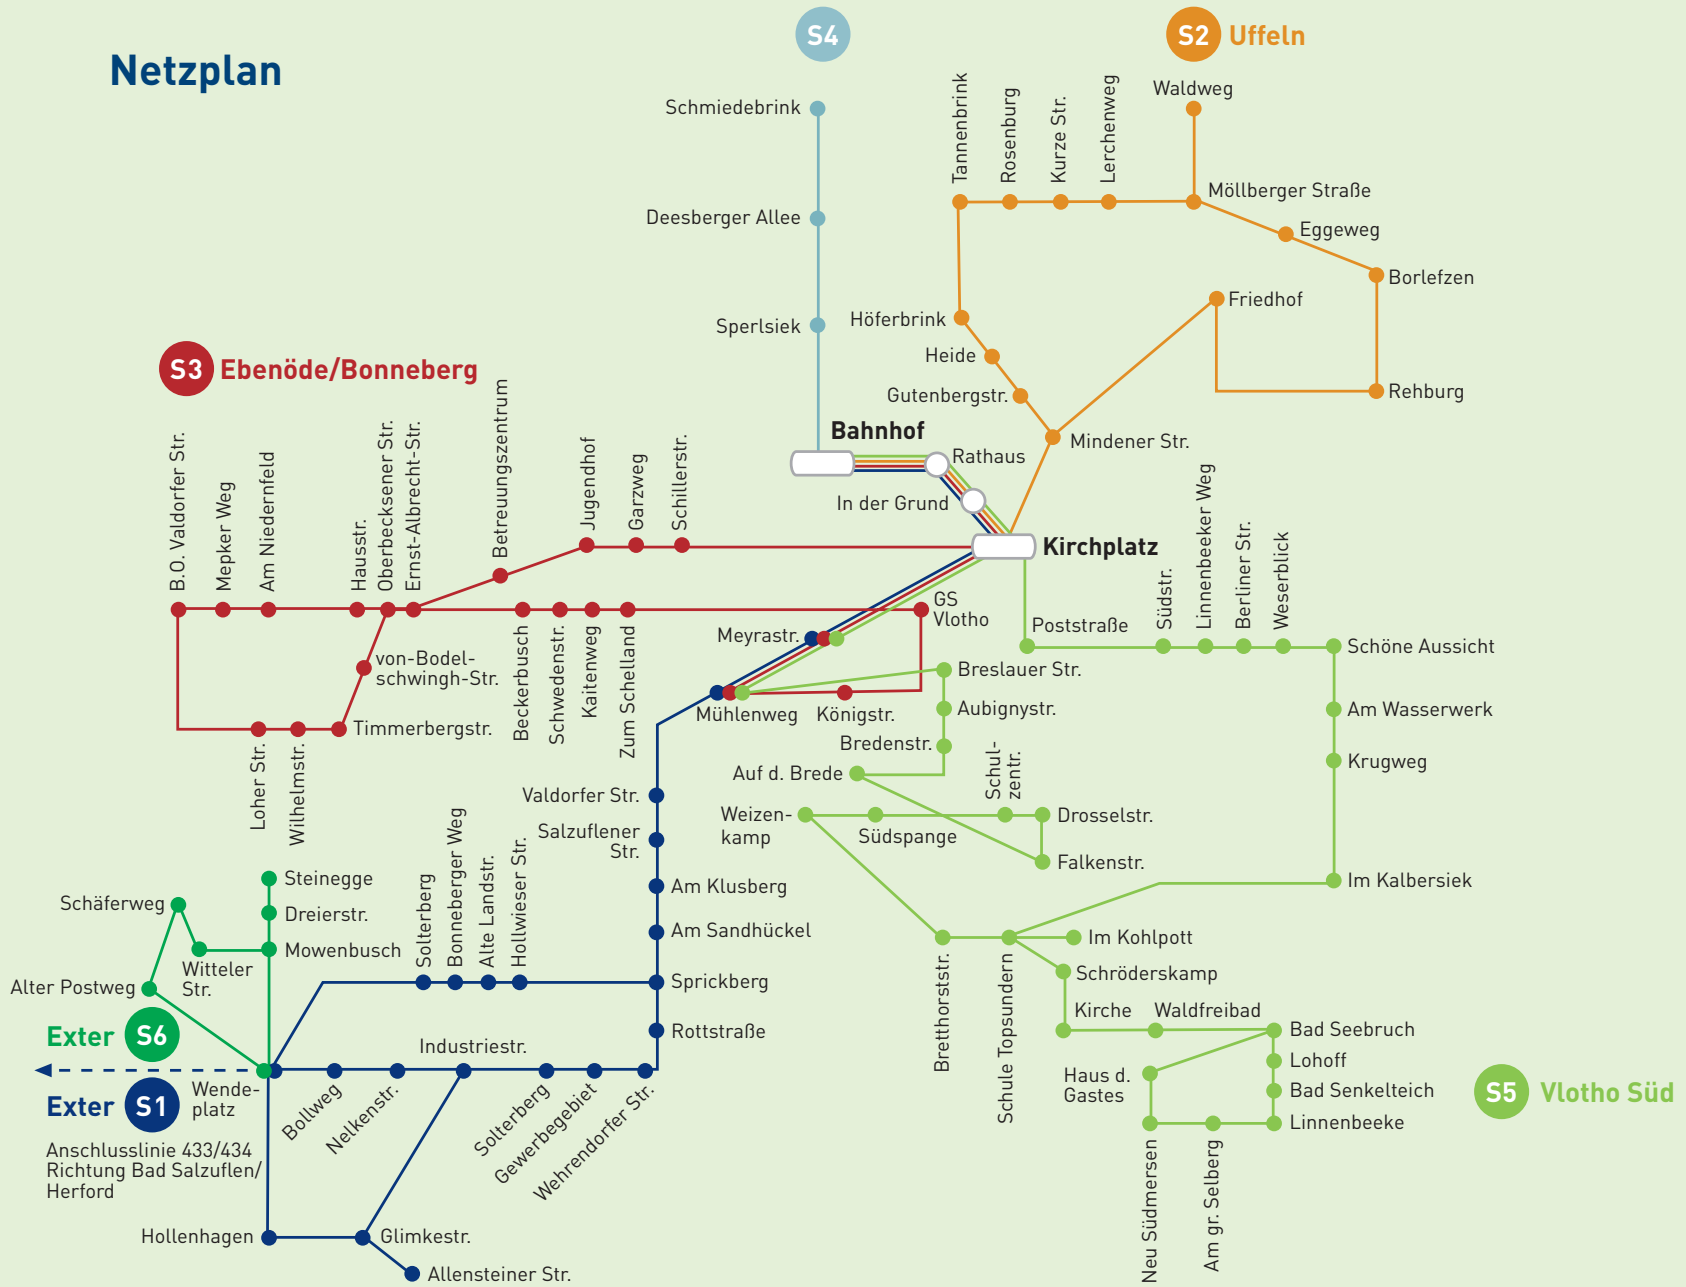 Netzplan
S4
S2 Uffeln
Schmiedebrink
Deesberger Allee
Sperlsiek
Tannenbrink
Rosenburg
Kurze Str.
Lerchenweg
Waldweg
Möllberger Straße
Eggeweg
Borlefzen
Friedhof
Rehburg
Höferbrink
Heide
Gutenbergstr.
Mindener Str.
S3 Ebenöde/Bonneberg
Bahnhof
Rathaus
In der Grund
Kirchplatz
B.O. Valdorfer Str.
Mepker Weg
Am Niedernfeld
Hausstr.
Oberbecksener Str.
Ernst-Albrecht-Str.
Betreuungszentrum
Jugendhof
Garzweg
Schillerstr.
von-Bodel-
schwingh-Str.
Timmerbergstr.
Loher Str.
Wilhelmstr.
Beckerbusch
Schwedenstr.
Kaitenweg
Zum Schelland
GS
Vlotho
Meyrastr.
Mühlenweg
Königstr.
Poststraße
Südstr.
Linnenbeeker Weg
Berliner Str.
Weserblick
Schöne Aussicht
Am Wasserwerk
Krugweg
Im Kalbersiek
Breslauer Str.
Aubignystr.
Bredenstr.
Auf d. Brede
Schul-
zentr.
Weizen-
kamp
Südspange
Drosselstr.
Falkenstr.
Valdorfer Str.
Salzuflener
Str.
Am Klusberg
Am Sandhückel
Sprickberg
Rottstraße
Solterberg
Bonneberger Weg
Alte Landstr.
Hollwieser Str.
Steinegge
Dreierstr.
Mowenbusch
Schäferweg
Witteler
Str.
Alter Postweg
Exter S6
Exter S1
Wende-
platz
Anschlusslinie 433/434
Richtung Bad Salzuflen/
Herford
Industriestr.
Bollweg
Nelkenstr.
Solterberg
Gewerbegebiet
Wehrendorfer Str.
Hollenhagen
Glimkestr.
Allensteiner Str.
Bretthorststr.
Schule Topsundern
Im Kohlpott
Schröderskamp
Kirche
Waldfreibad
Bad Seebruch
Lohoff
Bad Senkelteich
Linnenbeeke
Haus d.
Gastes
Neu Südmersen
Am gr. Selberg
S5 Vlotho Süd